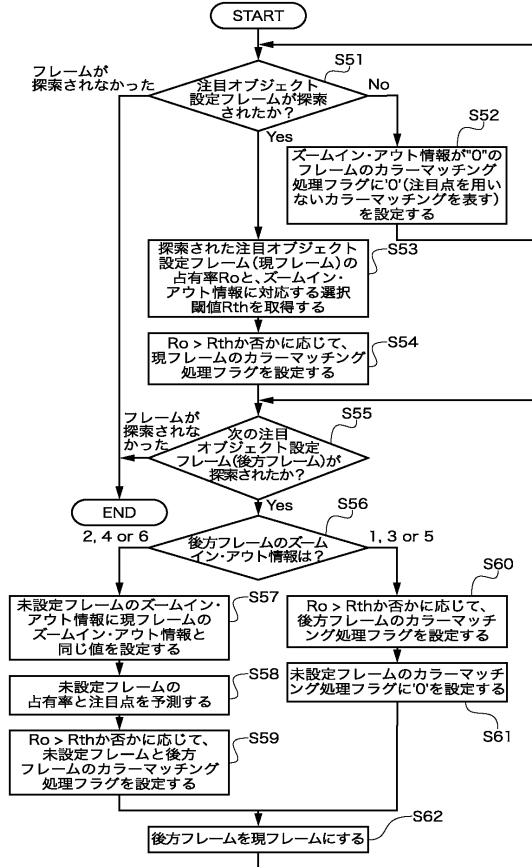 START
フレームが
探索されなかった
S51
注目オブジェクト
設定フレームが探索
されたか?
No
Yes
S52
ズームイン・アウト情報が"0"の
フレームのカラーマッチング
処理フラグに'0'(注目点を用い
ないカラーマッチングを表す)
を設定する
S53
探索された注目オブジェクト
設定フレーム(現フレーム)の
占有率Roと、ズームイン・
アウト情報に対応する選択
閾値Rthを取得する
S54
Ro > Rthか否かに応じて、
現フレームのカラーマッチング
処理フラグを設定する
フレームが
探索されな
かった
S55
次の注目
オブジェクト設定
フレーム(後方フレーム)が
探索されたか?
END
Yes
S56
2, 4 or 6
後方フレームのズーム
イン・アウト情報は?
1, 3 or 5
S57
未設定フレームのズームイン・
アウト情報に現フレームの
ズームイン・アウト情報と
同じ値を設定する
S60
Ro > Rthか否かに応じて、
後方フレームのカラーマッチ
ング処理フラグを設定する
S58
未設定フレームの
占有率と注目点を予測する
未設定フレームのカラーマッチ
ング処理フラグに'0'を設定する
S61
S59
Ro > Rthか否かに応じて、
未設定フレームと後方
フレームのカラーマッチング
処理フラグを設定する
S62
後方フレームを現フレームにする